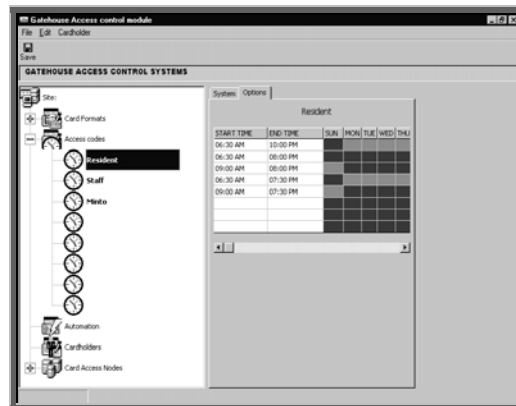 Gatehouse Access control module
File Edit Cardholder
Save
GATEHOUSE ACCESS CONTROL SYSTEMS
Site:
Card Formats
Access codes
Resident
Staff
Minto
Automation
Cardholders
Card Access Nodes
System Options
Resident
START TIME END TIME SUN MON TUE WED THU
06:30 AM 10:00 PM
06:30 AM 08:00 PM
09:00 AM 08:00 PM
06:30 AM 07:30 PM
09:00 AM 07:30 PM